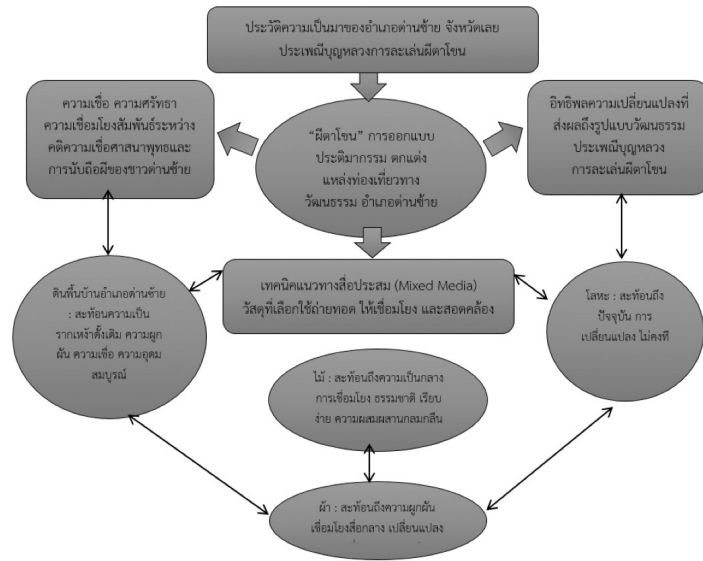 ประวัติความเป็นมาของอำเภอด่านซ้าย จังหวัดเลย
ประเพณีบุญหลวงการละเล่นผีตาโขน
ความเชื่อ ความศรัทธา
ความเชื่อมโยงสัมพันธ์ระหว่าง
คติความเชื่อศาสนาพุทธและ
การนับถือผีของชาวด่านซ้าย
“ผีตาโขน” การออกแบบ
ประติมากรรม ตกแต่ง
แหล่งท่องเที่ยวทาง
วัฒนธรรม อำเภอด่านซ้าย
อิทธิพลความเปลี่ยนแปลงที่
ส่งผลถึงรูปแบบวัฒนธรรม
ประเพณีบุญหลวง
การละเล่นผีตาโขน
เทคนิคแนวทางสื่อประสม (Mixed Media)
วัสดุที่เลือกใช้ถ่ายทอด ให้เชื่อมโยง และสอดคล้อง
ดินพื้นบ้านอำเภอด่านซ้าย
: สะท้อนความเป็น
รากเหง้าดั้งเดิม ความผูก
ผัน ความเชื่อ ความอุดม
สมบูรณ์
โลหะ : สะท้อนถึง
ปัจจุบัน การ
เปลี่ยนแปลง ไม่คงที่
ไม้ : สะท้อนถึงความเป็นกลาง
การเชื่อมโยง ธรรมชาติ เรียบ
ง่าย ความผสมผสานกลมกลืน
ผ้า : สะท้อนถึงความผูกผัน
เชื่อมโยงสื่อกลาง เปลี่ยนแปลง